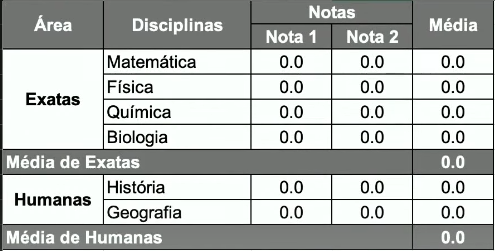 Área Disciplinas Notas Média
Nota 1 Nota 2
Exatas
Matemática 0.0 0.0 0.0
Física 0.0 0.0 0.0
Química 0.0 0.0 0.0
Biologia 0.0 0.0 0.0
Média de Exatas 0.0
Humanas
História 0.0 0.0 0.0
Geografia 0.0 0.0 0.0
Média de Humanas 0.0